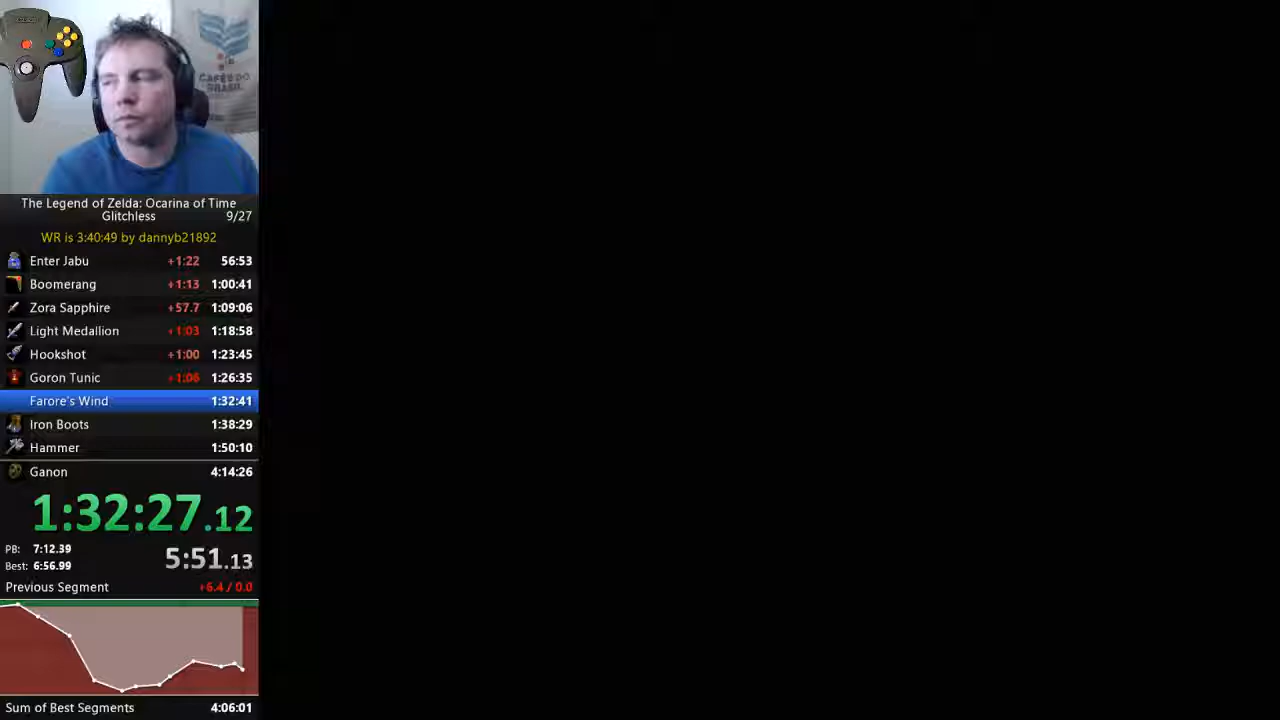 CAFÉS DO
BRASIL
The Legend of Zelda: Ocarina of Time
Glitchless 9/27
WR is 3:40:49 by dannyb21892
Enter Jabu +1:22 56:53
Boomerang +1:13 1:00:41
Zora Sapphire +57.7 1:09:06
Light Medallion +1:03 1:18:58
Hookshot +1:00 1:23:45
Goron Tunic +1:06 1:26:35
Farore's Wind 1:32:41
Iron Boots 1:38:29
Hammer 1:50:10
Ganon 4:14:26
1:32:27.12
PB: 7:12.39
Best: 6:56.99
5:51.13
Previous Segment +6.4 / 0.0
Sum of Best Segments 4:06:01